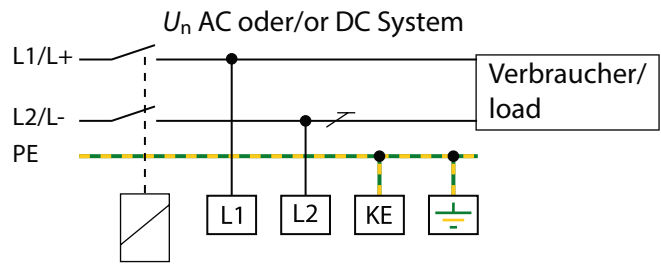 Un AC oder/or DC System
L1/L+
Verbraucher/
load
L2/L-
PE
L1
L2
KE